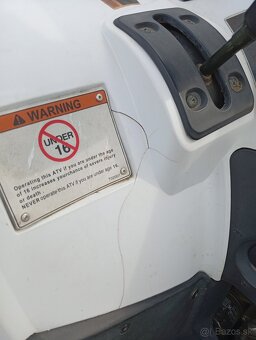 WARNING
UNDER
16
Operating this ATV if you are under the age
of 16 increases your chance of severe injury
or death
NEVER operate this ATV if you are under age 16.
sk.bazos.sk